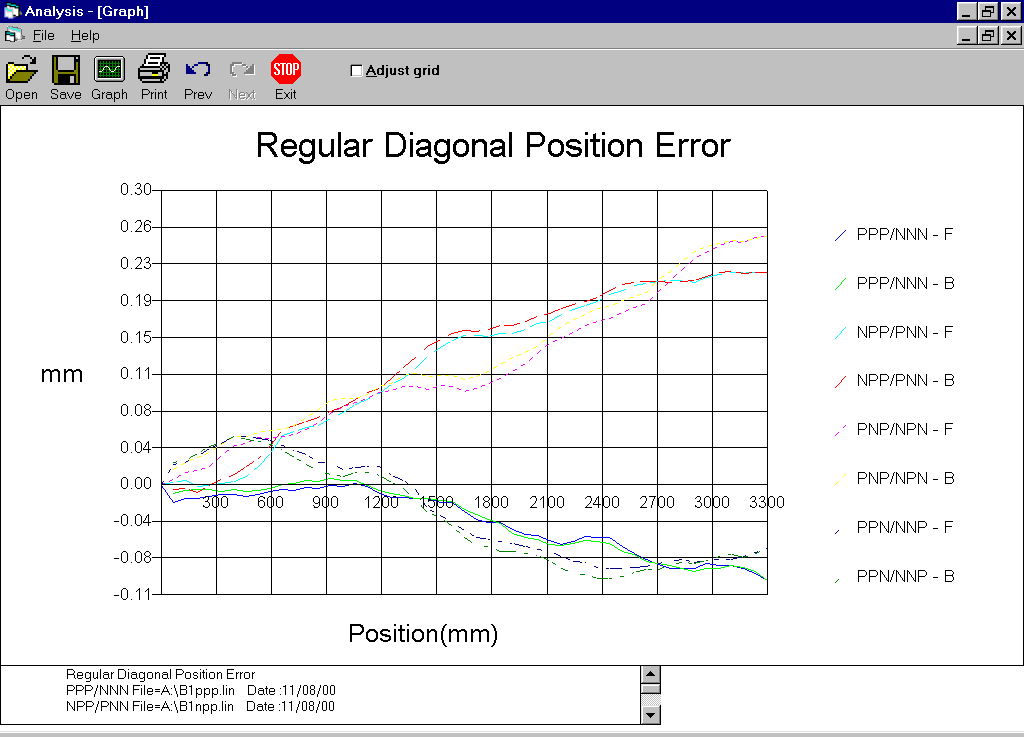 Analysis - [Graph]
File Help
STOP
Open Save Graph Print Prev Next Exit
Adjust grid
Regular Diagonal Position Error
0.30
0.26
0.23
0.19
0.15
0.11
0.08
0.04
0.00
-0.04
-0.08
-0.11
mm
300 600 900 1200 1500 1800 2100 2400 2700 3000 3300
Position(mm)
PPP/NNN - F
PPP/NNN - B
NPP/PNN - F
NPP/PNN - B
PNP/NPN - F
PNP/NPN - B
PPN/NNP - F
PPN/NNP - B
Regular Diagonal Position Error
PPP/NNN File=A:\B1ppp.lin Date :11/08/00
NPP/PNN File=A:\B1npp.lin Date :11/08/00